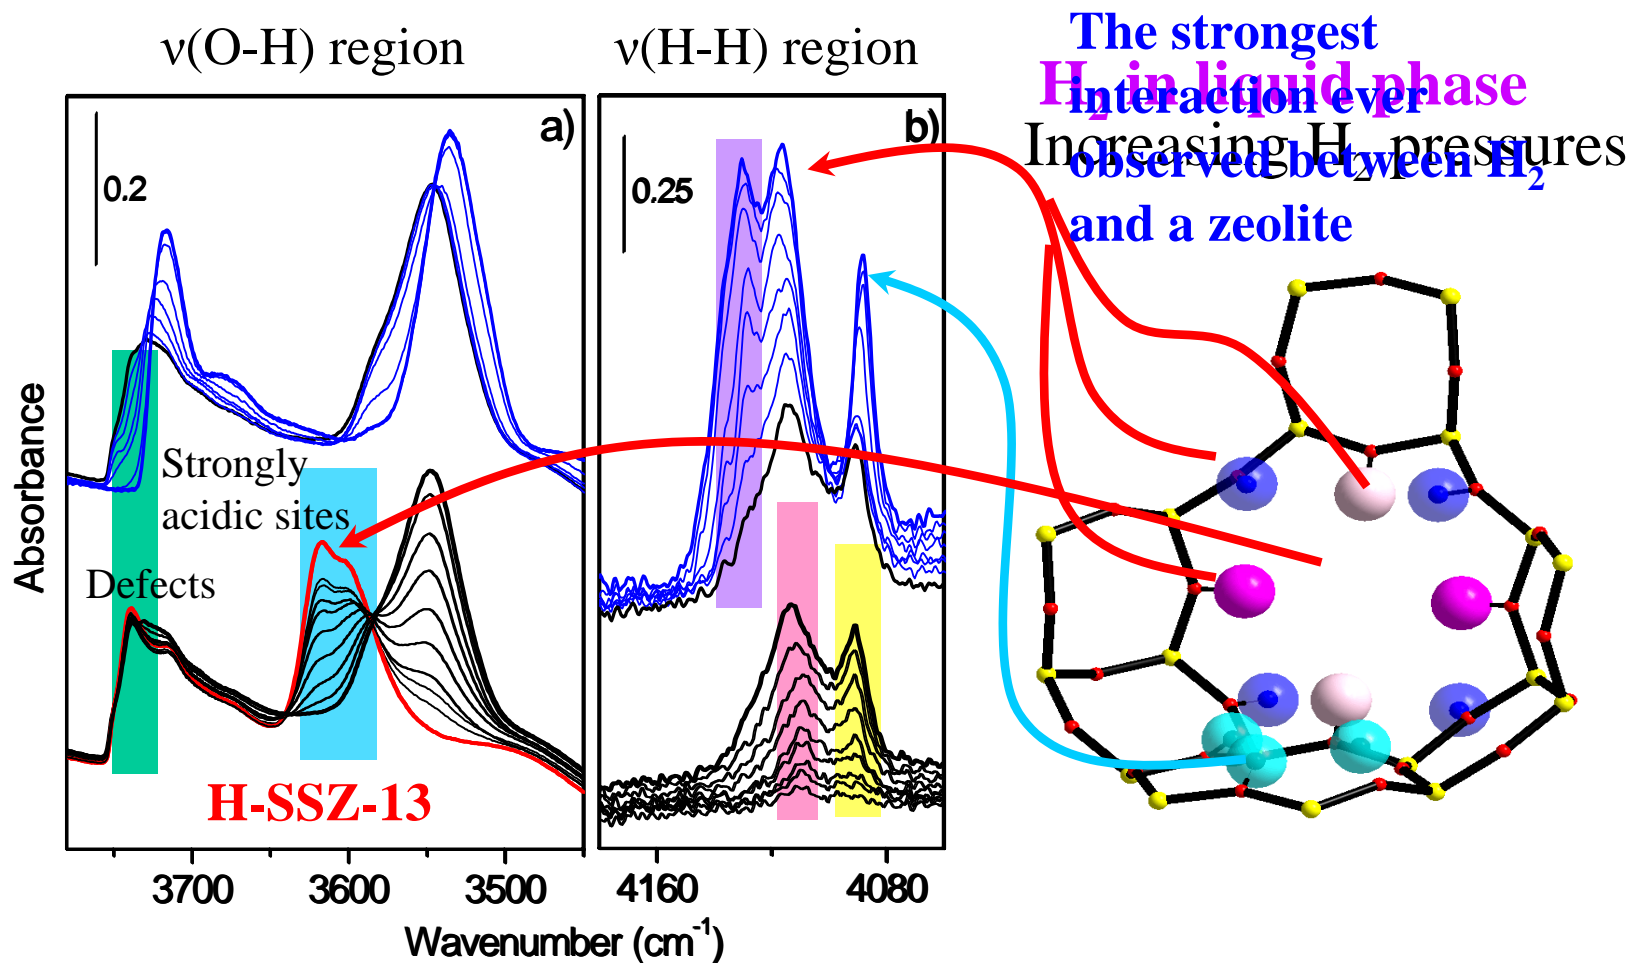 ν(O-H) region
ν(H-H) region
The strongest
interaction ever
observed between H₂
and a zeolite
H₂ in liquid phase
Increasing H₂ pressures
a)
0.2
b)
0.25
Absorbance
Strongly
acidic sites
Defects
H-SSZ-13
3700
3600
3500
4160
4080
Wavenumber (cm⁻¹)